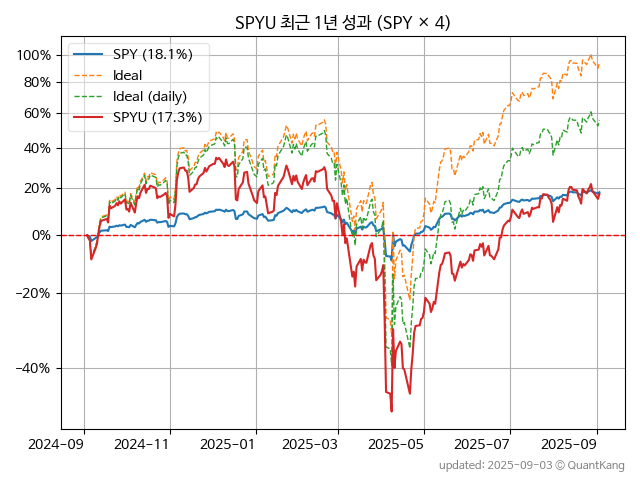 SPYU 최근 1년 성과 (SPY × 4)
SPY (18.1%)
Ideal
Ideal (daily)
SPYU (17.3%)
100%
80%
60%
40%
20%
0%
−20%
−40%
2024−09
2024−11
2025−01
2025−03
2025−05
2025−07
2025−09
updated: 2025-09-03 © QuantKang